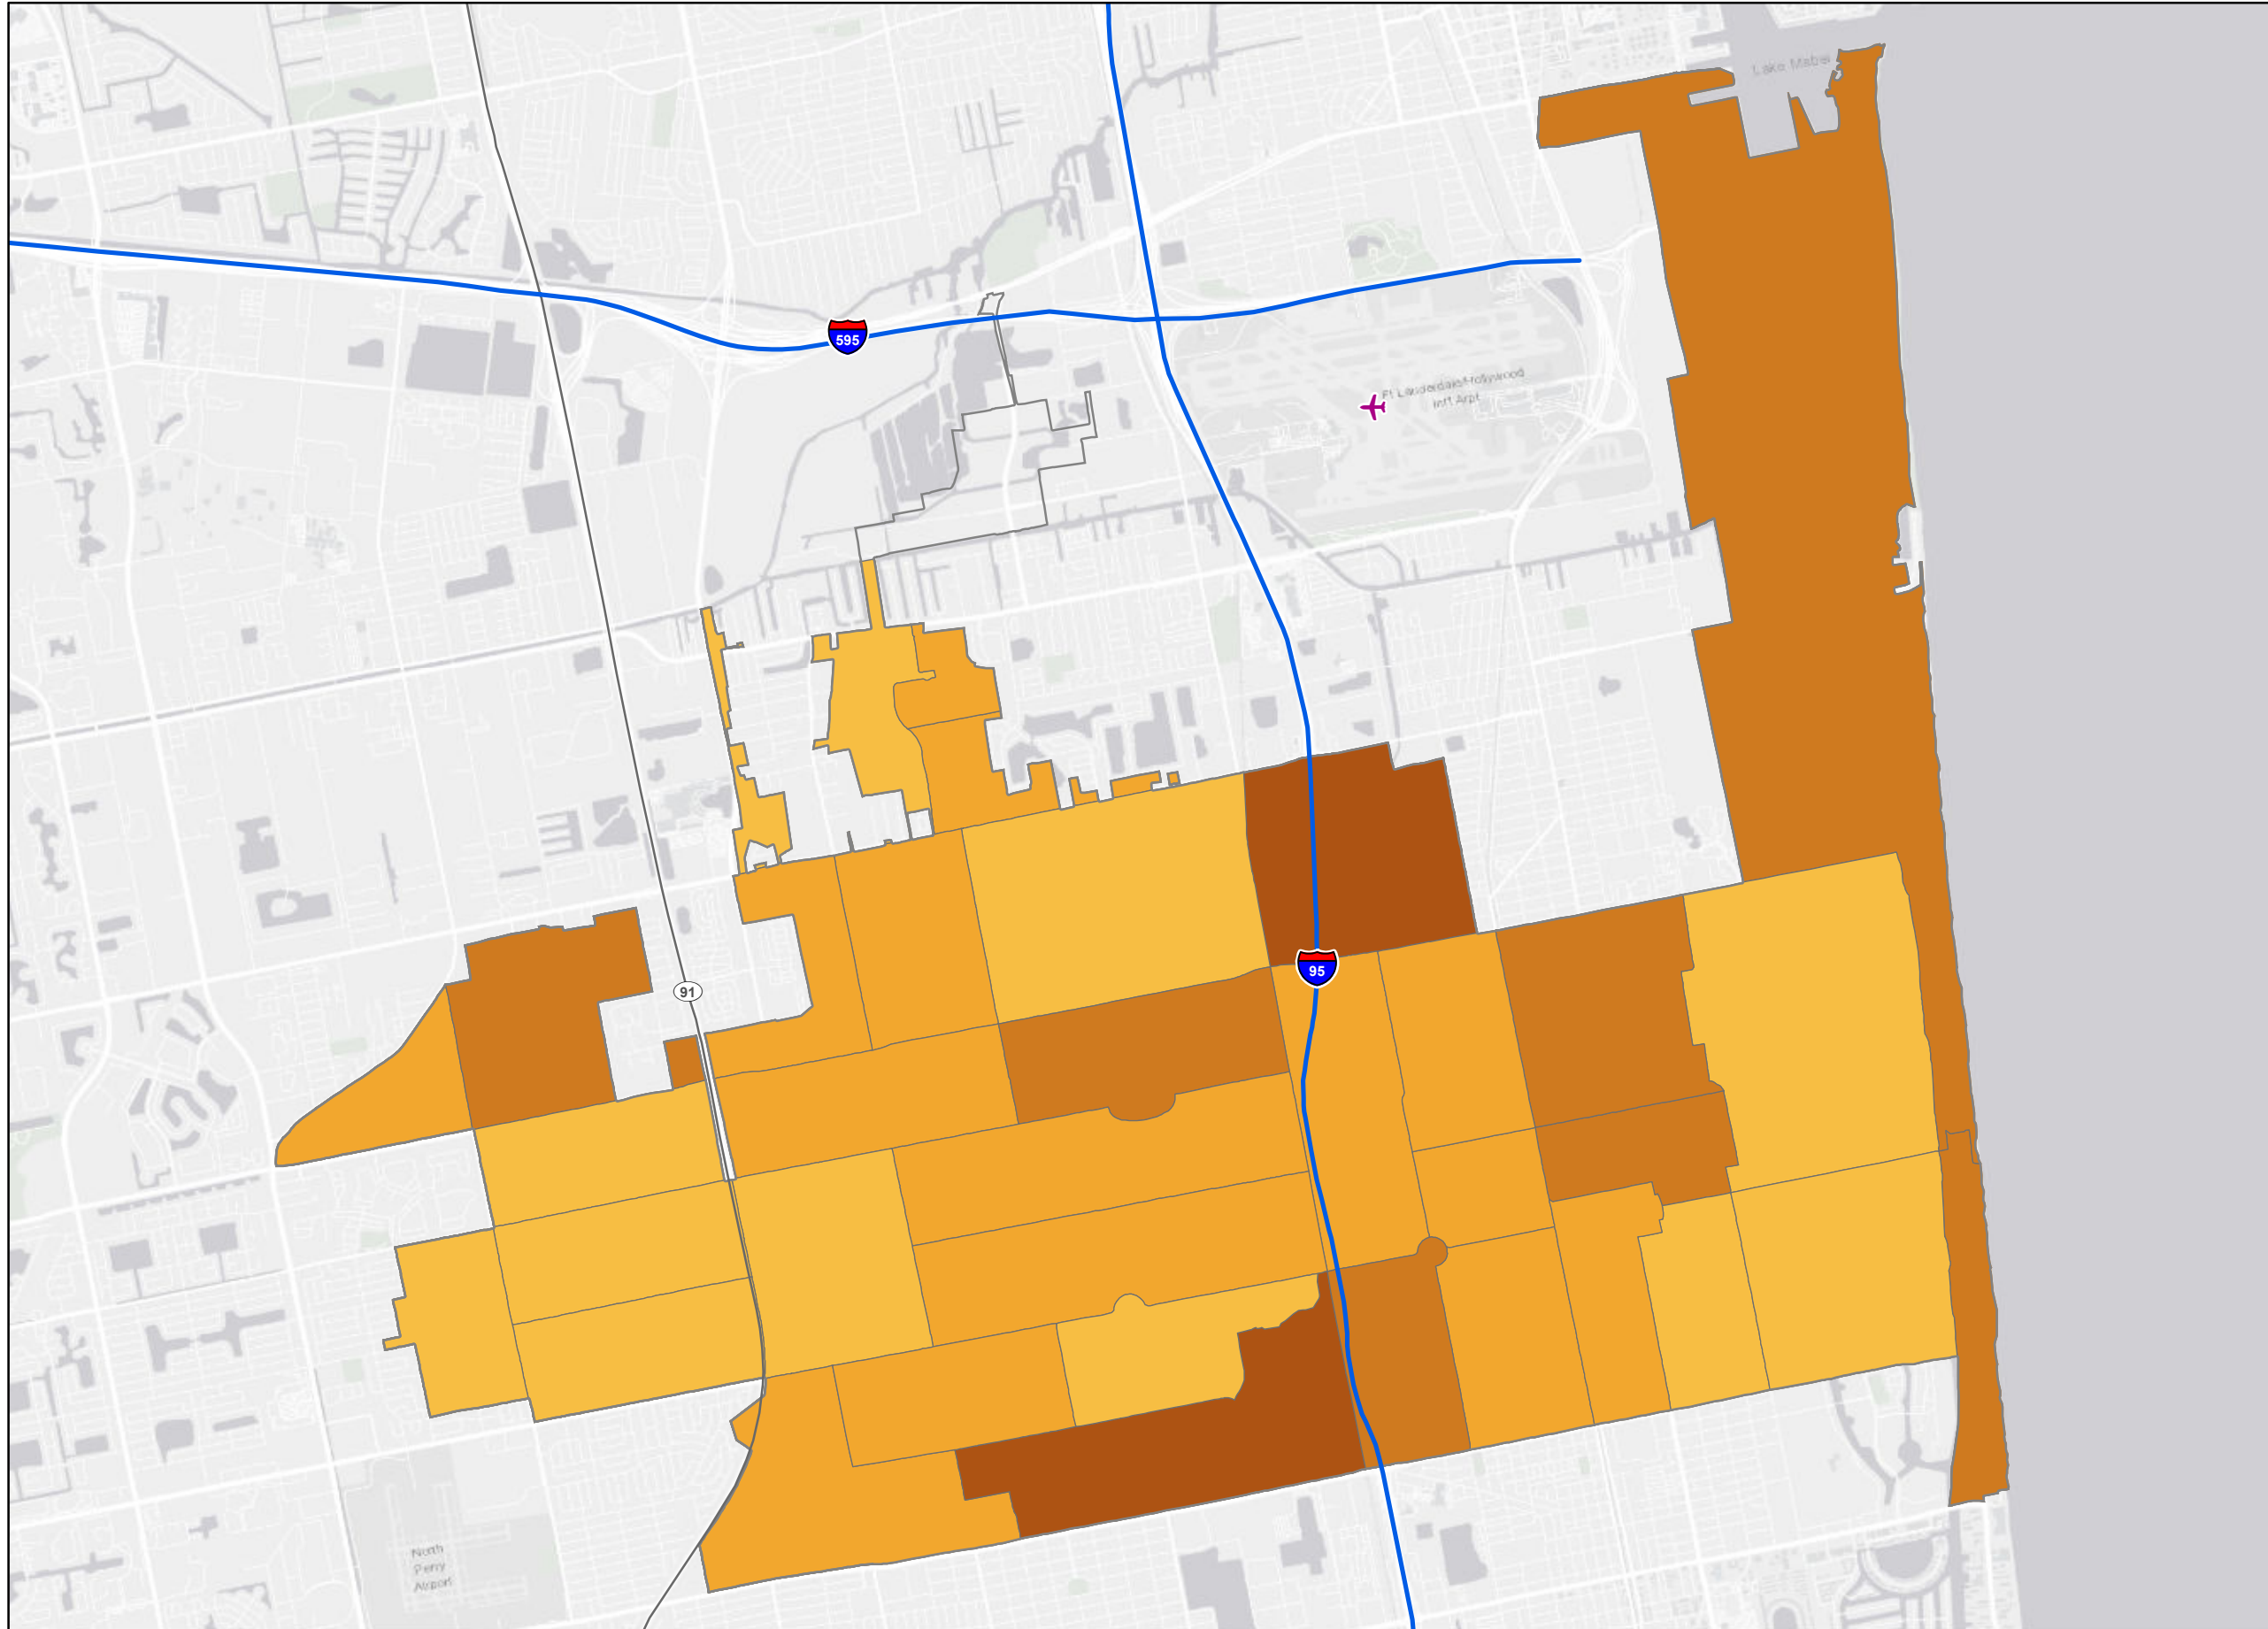 Lake Mabel
595
Ft Lauderdale/Hollywood
Int'l Arpt
95
91
North
Perry
Airport